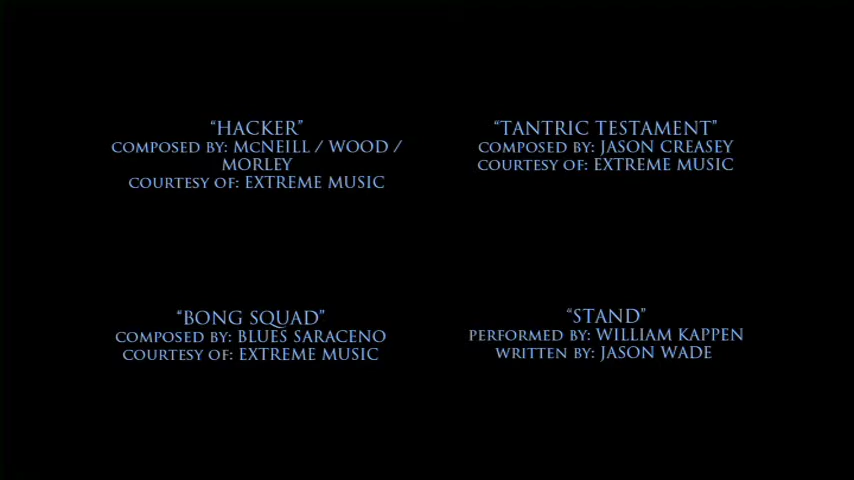 “HACKER”
COMPOSED BY: McNEILL / WOOD /
MORLEY
COURTESY OF: EXTREME MUSIC
“TANTRIC TESTAMENT”
COMPOSED BY: JASON CREASEY
COURTESY OF: EXTREME MUSIC
“BONG SQUAD”
COMPOSED BY: BLUES SARACENO
COURTESY OF: EXTREME MUSIC
“STAND”
PERFORMED BY: WILLIAM KAPPEN
WRITTEN BY: JASON WADE